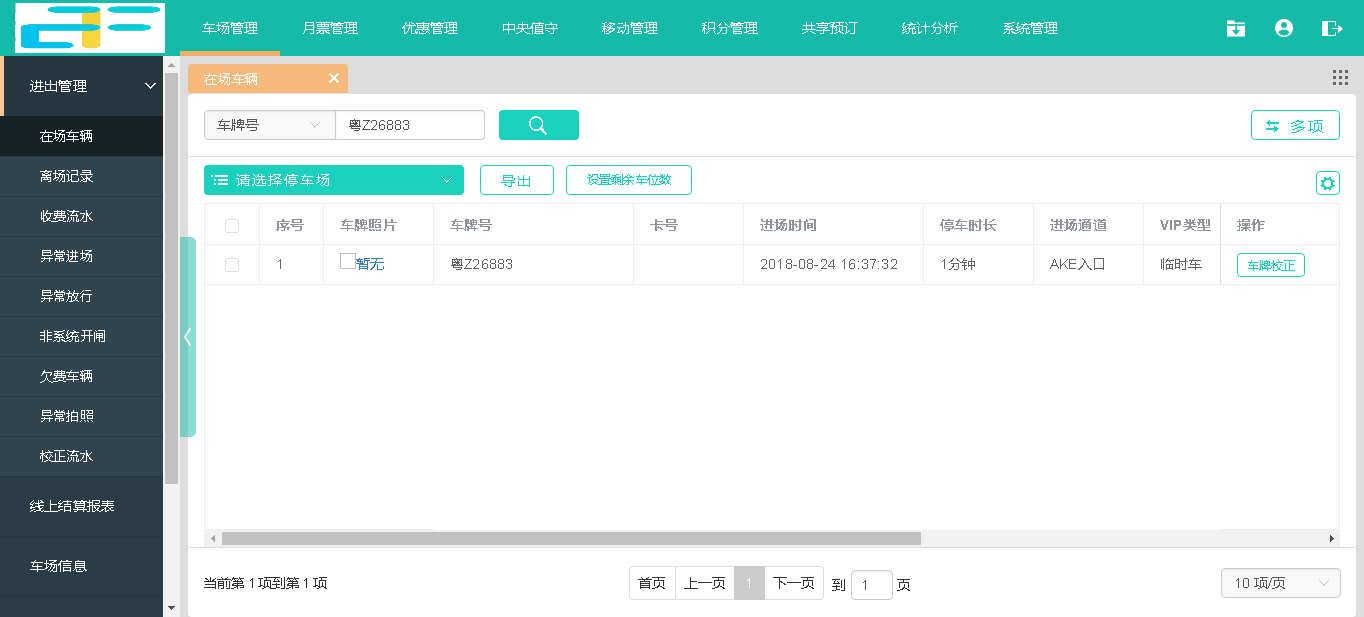 车场管理 月票管理 优惠管理 中央值守 移动管理 积分管理 共享预订 统计分析 系统管理
进出管理
在场车辆
离场记录
收费流水
异常进场
异常放行
非系统开闸
欠费车辆
异常拍照
校正流水
线上结算报表
车场信息
在场车辆
车牌号 粤Z26883 多项
请选择停车场 导出 设置剩余车位数
序号 车牌照片 车牌号 卡号 进场时间 停车时长 进场通道 VIP类型 操作
1 暂无 粤Z26883 2018-08-24 16:37:32 1分钟 AKE入口 临时车 车牌校正
当前第 1 项到第 1 项 首页 上一页 1 下一页 到 1 页 10 项/页